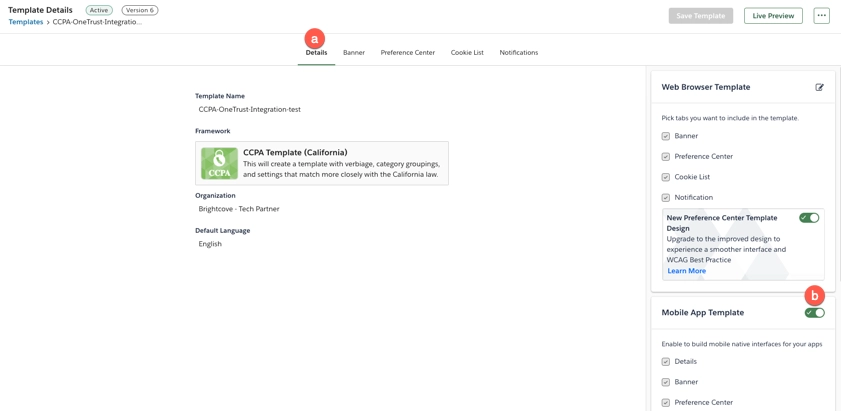 Template Details Active Version 6
Templates > CCPA-OneTrust-Integratio...
Save Template
Live Preview
a
Details Banner Preference Center Cookie List Notifications
Template Name
CCPA-OneTrust-Integration-test
Framework
CCPA
CCPA Template (California)
This will create a template with verbiage, category groupings,
and settings that match more closely with the California law.
Organization
Brightcove - Tech Partner
Default Language
English
Web Browser Template
Pick tabs you want to include in the template.
Banner
Preference Center
Cookie List
Notification
New Preference Center Template
Design
Upgrade to the improved design to
experience a smoother interface and
WCAG Best Practice
Learn More
b
Mobile App Template
Enable to build mobile native interfaces for your apps
Details
Banner
Preference Center